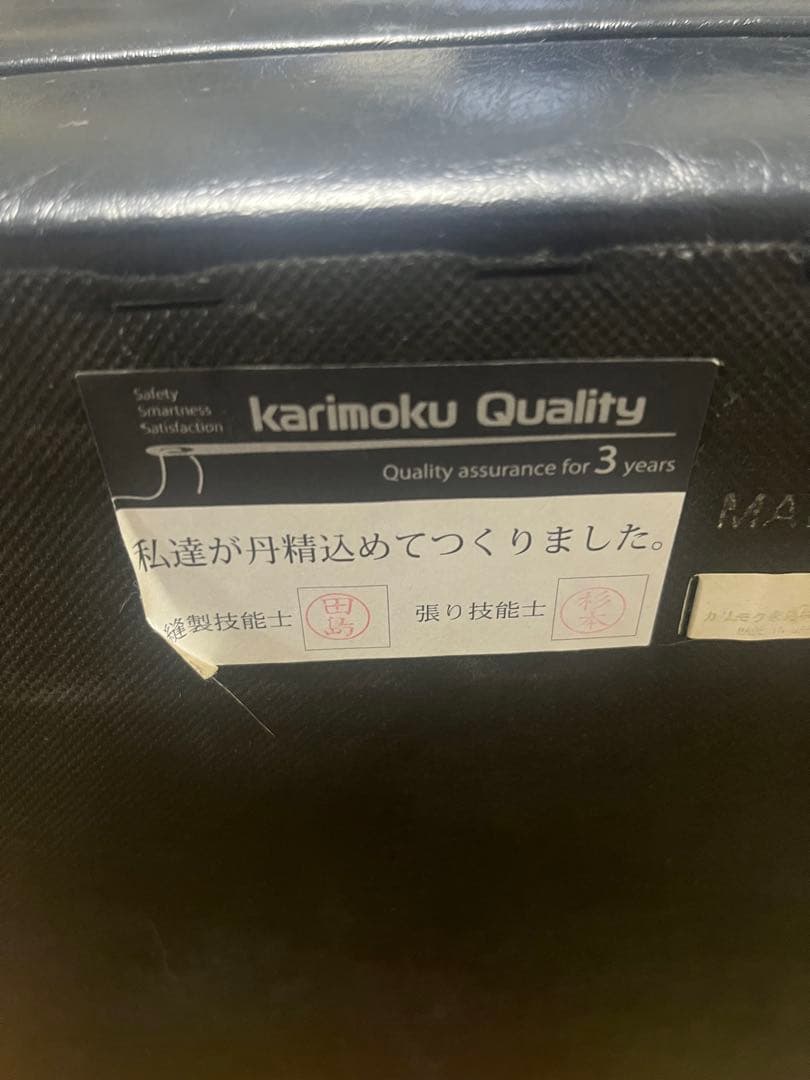 Safety
Smartness
Satisfaction
karimoku Quality
Quality assurance for 3 years
私達が丹精込めてつくりました。
縫製技能士 田島 張り技能士 杉本
MA